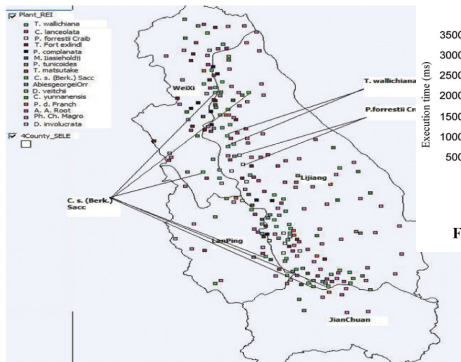 Plant_REI
T. wallichiana
C. lanceolata
P. forrestii Craib
T. Fort exlindl
P. complanata
M. (lasiehold)
P. tunicoides
T. matsutake
C. s. (Berk.) Sacc
AbiesgeorgeiOrr
D. veitchii
C. yunnanensis
P. d. Franch
A. A. Root
Ph. Ch. Magro
D. involucrata
4County_SELE
WeiXi
T. wallichiana
P.forrestii Cr
C. s. (Berk.)
Sacc
Lijiang
LanPing
JianChuan
Execution time (ms)
3500
3000
2500
2000
1500
1000
500
F